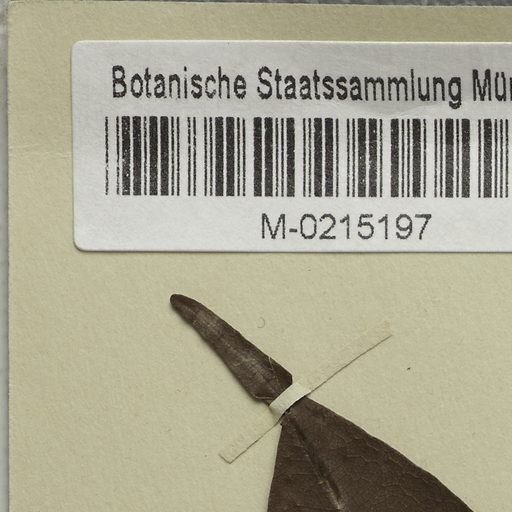 Botanische Staatssammlung Mün
M-0215197